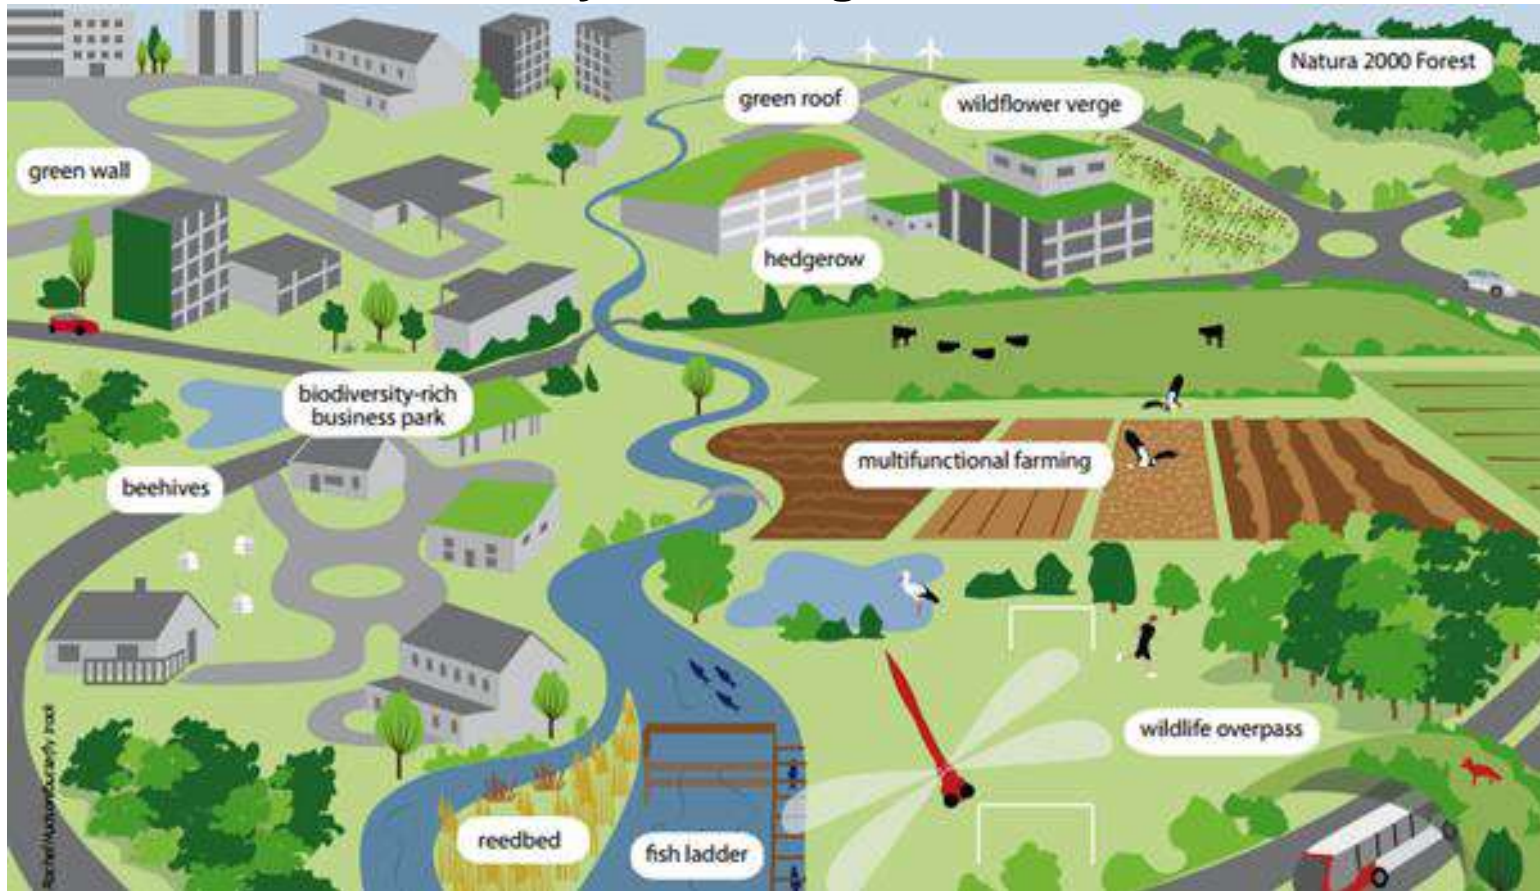 Natura 2000 Forest
green roof
wildflower verge
green wall
hedgerow
biodiversity-rich
business park
multifunctional farming
beehives
wildlife overpass
reedbed
fish ladder